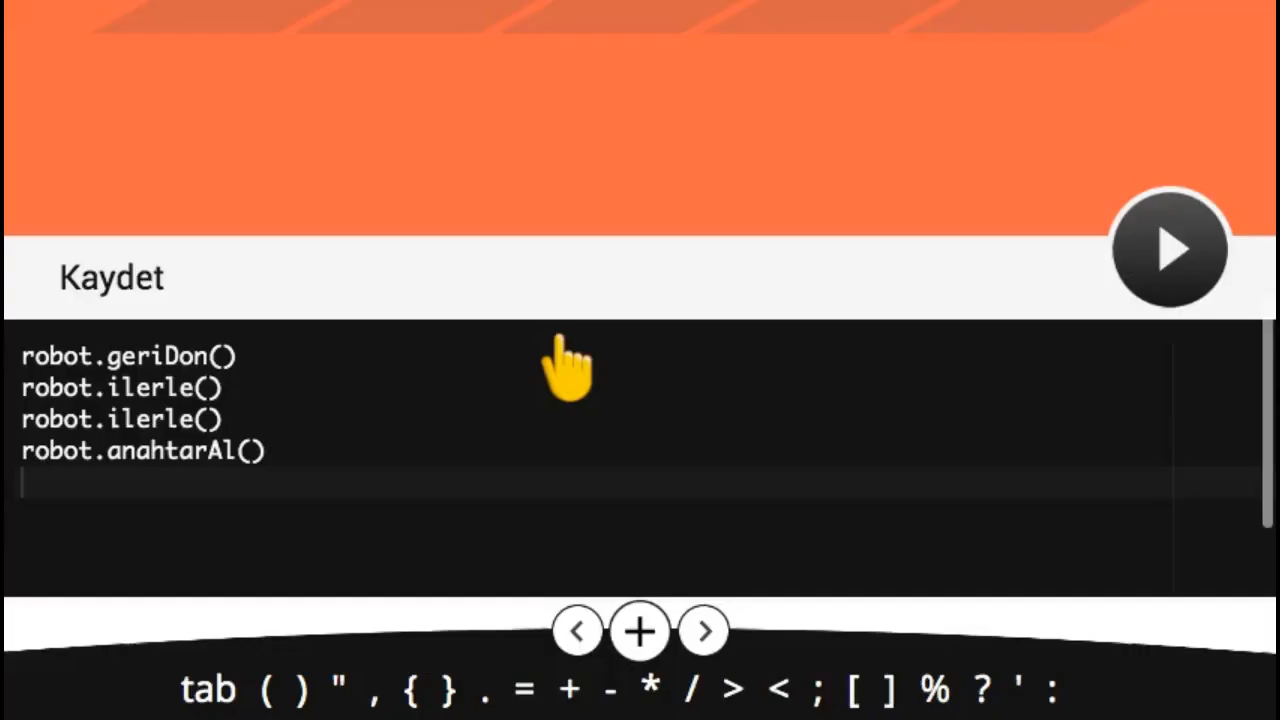 Kaydet
robot.geriDon()
robot.ilerle()
robot.ilerle()
robot.anahtarAl()
tab ( ) " , { } . = + - * / > < ; [ ] % ? ' :